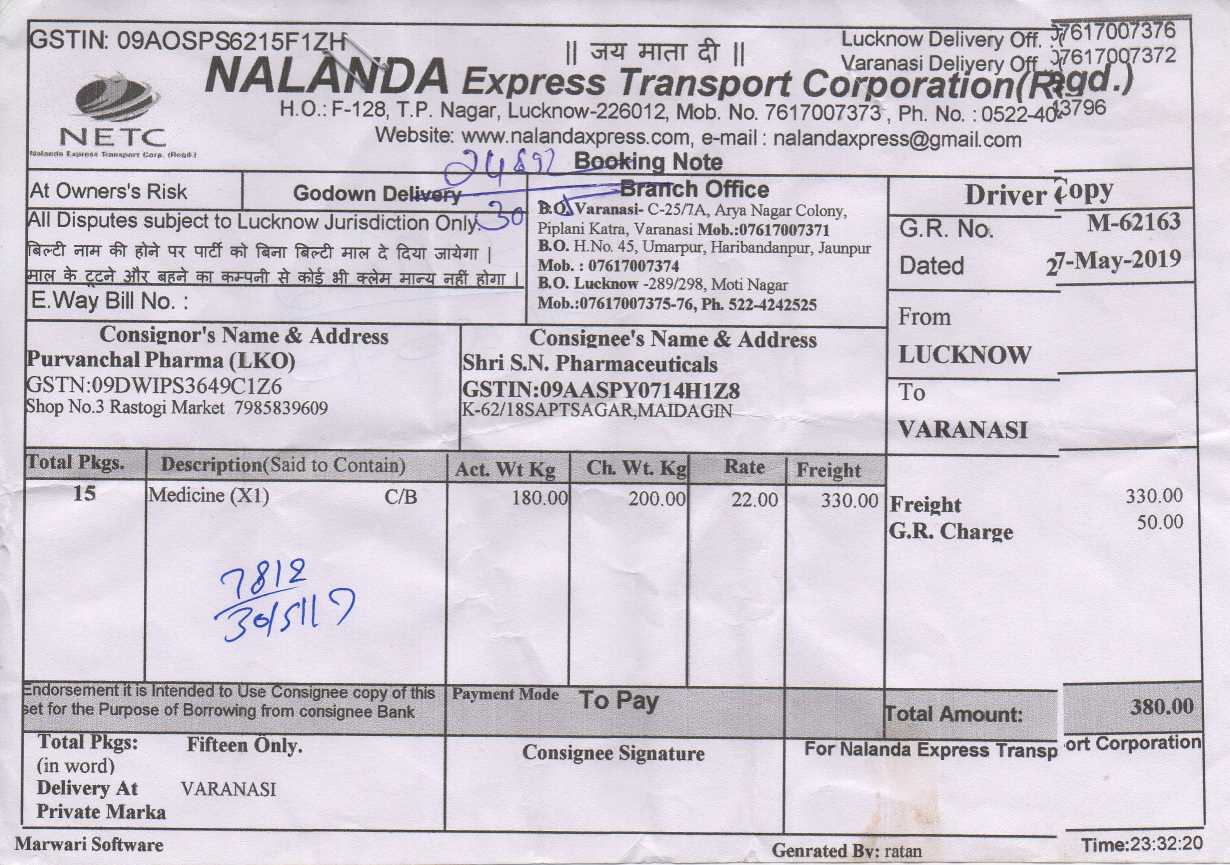 GSTIN: 09AOSPS6215F1ZH
|| जय माता दी ||
Lucknow Delivery Off. :07617007376
Varanasi Delivery Off. :07617007372
NALANDA Express Transport Corporation(Regd.)
H.O.: F-128, T.P. Nagar, Lucknow-226012, Mob. No. 7617007373 , Ph. No. : 0522-4043796
Website: www.nalandaxpress.com, e-mail : nalandaxpress@gmail.com
NETC
Nalanda Express Transport Corp. (Regd.)
Booking Note
24892
30
At Owners's Risk
Godown Delivery
All Disputes subject to Lucknow Jurisdiction Only.
बिल्टी नाम की होने पर पार्टी को बिना बिल्टी माल दे दिया जायेगा |
माल के टूटने और बहने का कम्पनी से कोई भी क्लेम मान्य नहीं होगा |
E.Way Bill No. :
Branch Office
B.O. Varanasi- C-25/7A, Arya Nagar Colony,
Piplani Katra, Varanasi Mob.:07617007371
B.O. H.No. 45, Umarpur, Haribandanpur, Jaunpur
Mob. : 07617007374
B.O. Lucknow -289/298, Moti Nagar
Mob.:07617007375-76, Ph. 522-4242525
Driver Copy
G.R. No. M-62163
Dated 27-May-2019
From
LUCKNOW
To
VARANASI
Consignor's Name & Address
Purvanchal Pharma (LKO)
GSTN:09DWIPS3649C1Z6
Shop No.3 Rastogi Market 7985839609
Consignee's Name & Address
Shri S.N. Pharmaceuticals
GSTIN:09AASPY0714H1Z8
K-62/18SAPTSAGAR,MAIDAGIN
Total Pkgs. Description(Said to Contain) Act. Wt Kg Ch. Wt. Kg Rate Freight
15 Medicine (X1) C/B 180.00 200.00 22.00 330.00
Freight 330.00
G.R. Charge 50.00
7812
Endorsement it is Intended to Use Consignee copy of this
set for the Purpose of Borrowing from consignee Bank
Payment Mode To Pay
Total Amount: 380.00
Total Pkgs: Fifteen Only.
(in word)
Delivery At VARANASI
Private Marka
Consignee Signature
For Nalanda Express Transport Corporation
Marwari Software
Genrated By: ratan
Time:23:32:20